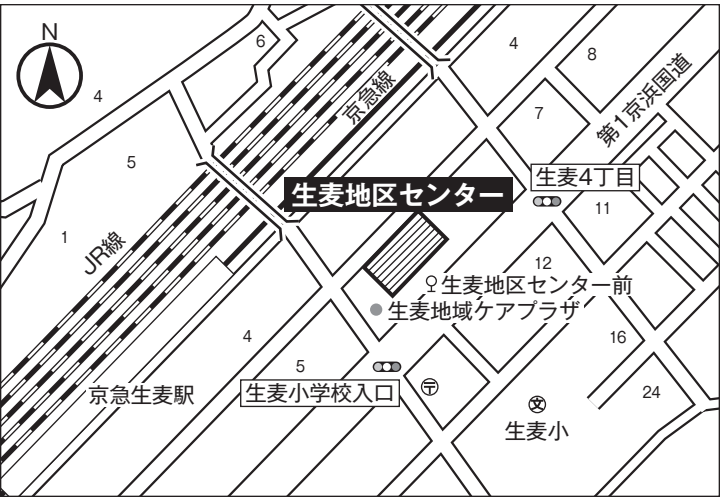 N
6
4
8
4
京急線
第1京浜国道
7
5
生麦地区センター
生麦4丁目
11
1
JR線
12
生麦地区センター前
生麦地域ケアプラザ
4
16
5
京急生麦駅
生麦小学校入口
〒
文
24
生麦小